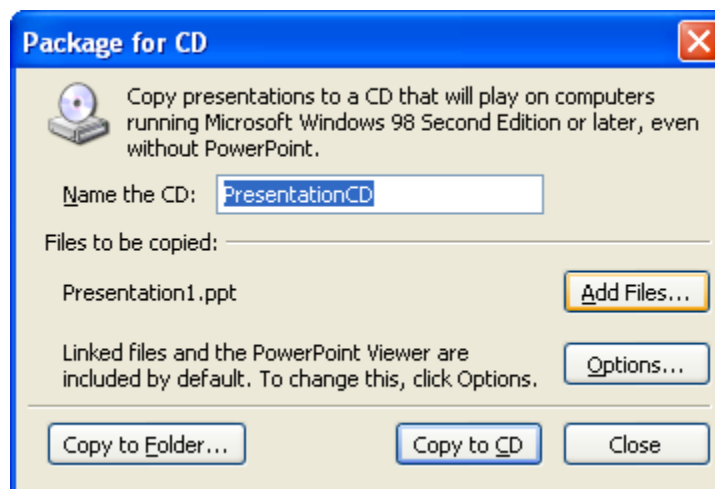 Package for CD
Copy presentations to a CD that will play on computers
running Microsoft Windows 98 Second Edition or later, even
without PowerPoint.
Name the CD: PresentationCD
Files to be copied:
Presentation1.ppt Add Files...
Linked files and the PowerPoint Viewer are
included by default. To change this, click Options. Options...
Copy to Folder... Copy to CD Close